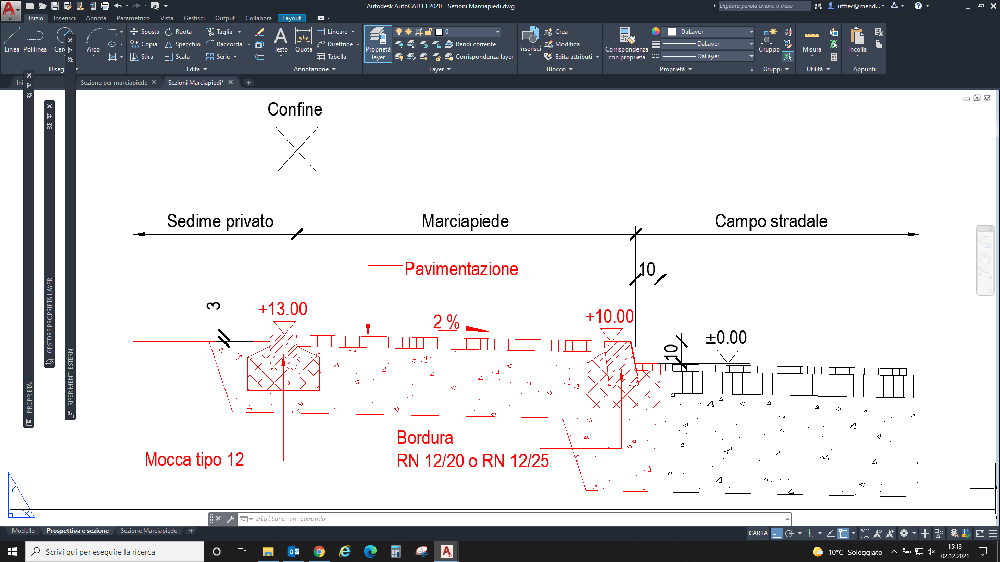 Autodesk AutoCAD LT 2020 Sezioni Marciapiedi.dwg
Digitare parola chiave o frase
ufftec@mend...
LT
Inizio Inserisci Annota Parametrico Vista Gestisci Output Collabora Layout
Linea Polilinea Arco
Sposta Ruota Taglia
Copia Specchio Raccorda
Stira Scala Serie
Edita
Testo Quota
Lineare
Direttrice
Tabella
Annotazione
Proprietà layer
0
Rendi corrente
Corrispondenza layer
Layer
Inserisci
Crea
Modifica
Edita attributi
Blocco
Corrispondenza con proprietà
DaLayer
DaLayer
DaLayer
Proprietà
Gruppo
Gruppi
Misura
Utilità
Incolla
Appunti
Sezione per marciapiede
Sezioni Marciapiedi*
PROPRIETÀ
GESTORE PROPRIETÀ LAYER
RIFERIMENTI ESTERNI
Confine
Sedime privato
Marciapiede
Campo stradale
Pavimentazione
10
3
+13.00
2 %
+10.00
±0.00
10
Mocca tipo 12
Bordura
RN 12/20 o RN 12/25
Y
X
Digitare un comando
Modello Prospettiva e sezione Sezione Marciapiede
CARTA
Scrivi qui per eseguire la ricerca
10°C Soleggiato
15:13
02.12.2021